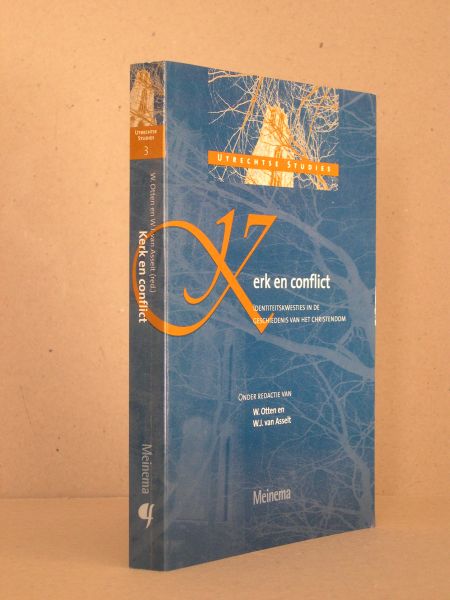 UTRECHTSE STUDIES
Kerk en conflict
IDENTITEITSKWESTIES IN DE
GESCHIEDENIS VAN HET CHRISTENDOM
ONDER REDACTIE VAN
W. Otten en
W.J. van Asselt
Meinema
UTRECHTSE
STUDIES
3
W. Otten en W.J. van Asselt (red.)
Kerk en conflict
Meinema